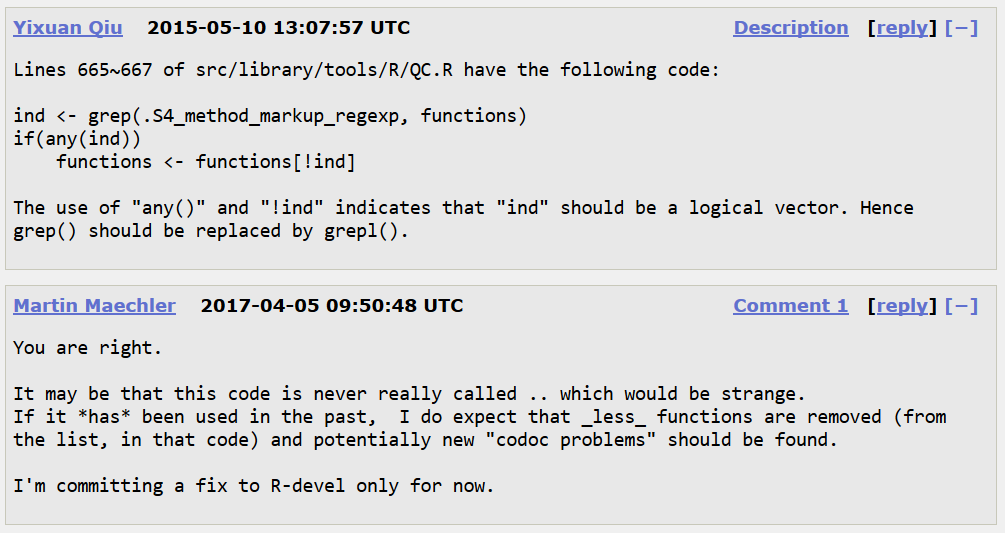 Yixuan Qiu 2015-05-10 13:07:57 UTC Description [reply] [−]
Lines 665~667 of src/library/tools/R/QC.R have the following code:
ind <- grep(.S4_method_markup_regexp, functions)
if(any(ind))
    functions <- functions[!ind]
The use of "any()" and "!ind" indicates that "ind" should be a logical vector. Hence
grep() should be replaced by grepl().
Martin Maechler 2017-04-05 09:50:48 UTC Comment 1 [reply] [−]
You are right.
It may be that this code is never really called .. which would be strange.
If it *has* been used in the past,  I do expect that _less_ functions are removed (from
the list, in that code) and potentially new "codoc problems" should be found.
I'm committing a fix to R-devel only for now.